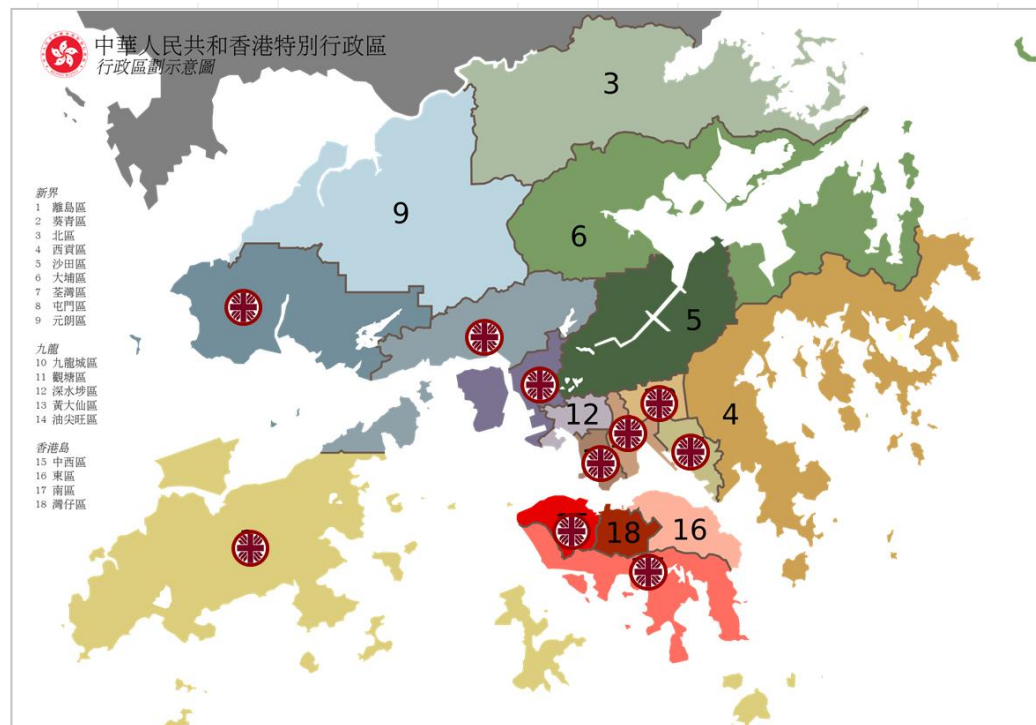 中華人民共和香港特別行政區
行政區劃示意圖
新界
1 離島區
2 葵青區
3 北區
4 西貢區
5 沙田區
6 大埔區
7 荃灣區
8 屯門區
9 元朗區
九龍
10 九龍城區
11 觀塘區
12 深水埗區
13 黃大仙區
14 油尖旺區
香港島
15 中西區
16 東區
17 南區
18 灣仔區
3
9
6
5
12
4
18
16